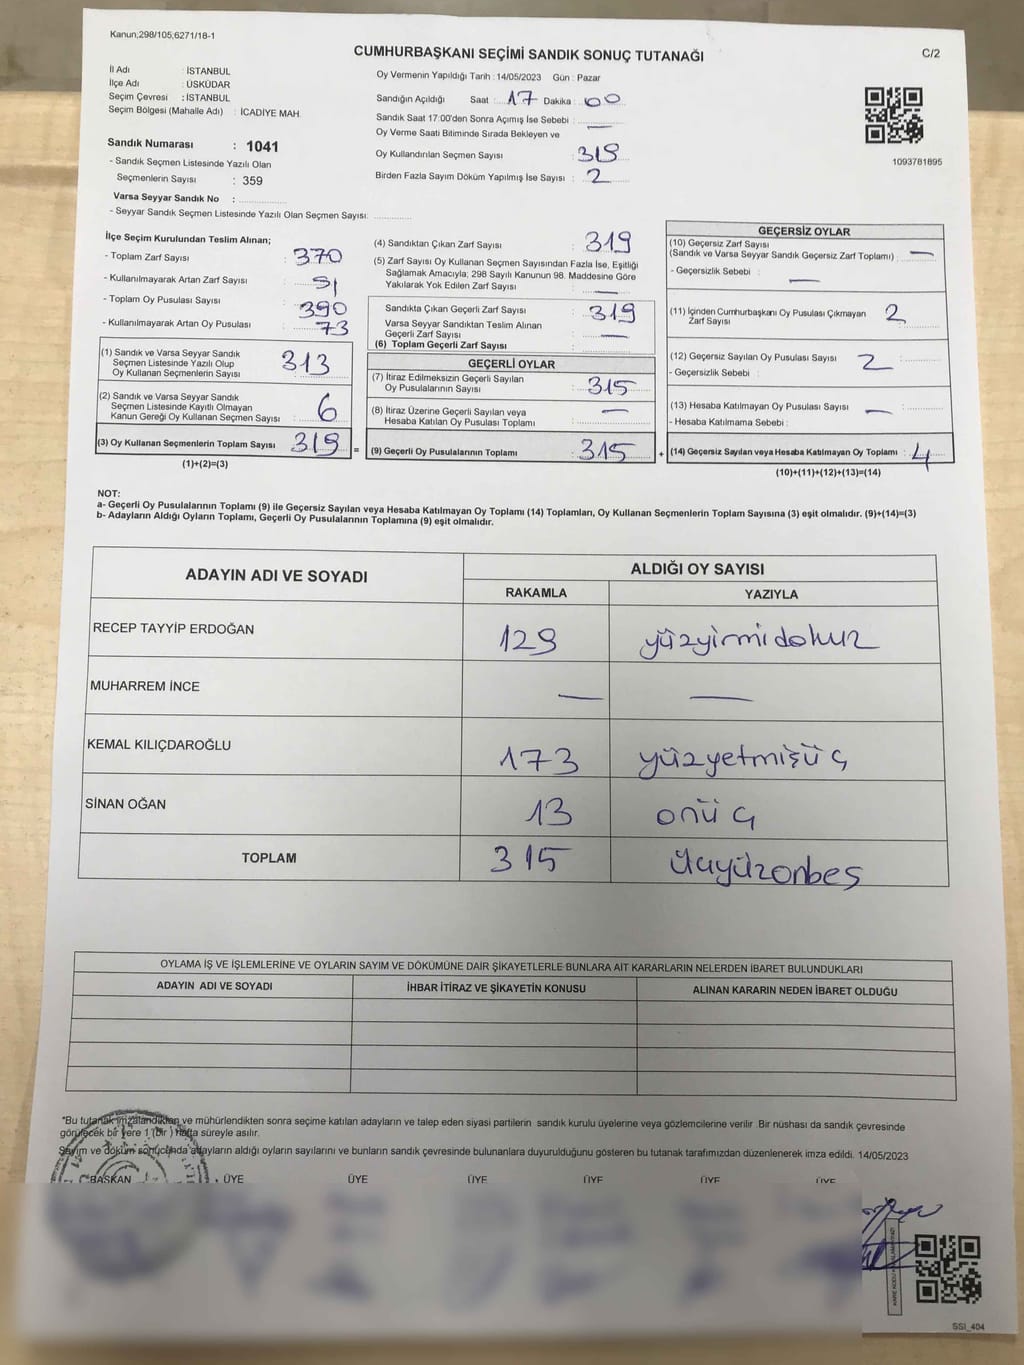 Kanun;298/105,6271/18-1
CUMHURBAŞKANI SEÇİMİ SANDIK SONUÇ TUTANAĞI
C/2
İl Adı : İSTANBUL
İlçe Adı : ÜSKÜDAR
Seçim Çevresi : İSTANBUL
Seçim Bölgesi (Mahalle Adı) : İCADİYE MAH.
Sandık Numarası : 1041
- Sandık Seçmen Listesinde Yazılı Olan
Seçmenlerin Sayısı : 359
Varsa Seyyar Sandık No :
- Seyyar Sandık Seçmen Listesinde Yazılı Olan Seçmen Sayısı:
Oy Vermenin Yapıldığı Tarih : 14/05/2023 Gün : Pazar
Sandığın Açıldığı Saat : 17 Dakika : 00
Sandık Saat 17:00'den Sonra Açımış İse Sebebi : —
Oy Verme Saati Bitiminde Sırada Bekleyen ve
Oy Kullandırılan Seçmen Sayısı : 319
Birden Fazla Sayım Döküm Yapılmış İse Sayısı : 2
1093781895
İlçe Seçim Kurulundan Teslim Alınan;
- Toplam Zarf Sayısı : 370
- Kullanılmayarak Artan Zarf Sayısı : 51
- Toplam Oy Pusulası Sayısı : 390
- Kullanılmayarak Artan Oy Pusulası : 73
(1) Sandık ve Varsa Seyyar Sandık
Seçmen Listesinde Yazılı Olup
Oy Kullanan Seçmenlerin Sayısı : 313
(2) Sandık ve Varsa Seyyar Sandık
Seçmen Listesinde Kayıtlı Olmayan
Kanun Gereği Oy Kullanan Seçmen Sayısı : 6
(3) Oy Kullanan Seçmenlerin Toplam Sayısı : 319
(1)+(2)=(3)
=
(4) Sandıktan Çıkan Zarf Sayısı : 319
(5) Zarf Sayısı Oy Kullanan Seçmen Sayısından Fazla İse, Eşitliği
Sağlamak Amacıyla; 298 Sayılı Kanunun 98. Maddesine Göre
Yakılarak Yok Edilen Zarf Sayısı : —
Sandıkta Çıkan Geçerli Zarf Sayısı : 319
Varsa Seyyar Sandıktan Teslim Alınan
Geçerli Zarf Sayısı : —
(6) Toplam Geçerli Zarf Sayısı
GEÇERLİ OYLAR
(7) İtiraz Edilmeksizin Geçerli Sayılan
Oy Pusulalarının Sayısı : 315
(8) İtiraz Üzerine Geçerli Sayılan veya
Hesaba Katılan Oy Pusulası Toplamı : —
(9) Geçerli Oy Pusulalarının Toplamı : 315
+
GEÇERSİZ OYLAR
(10) Geçersiz Zarf Sayısı
(Sandık ve Varsa Seyyar Sandık Geçersiz Zarf Toplamı) : —
- Geçersizlik Sebebi : —
(11) İçinden Cumhurbaşkanı Oy Pusulası Çıkmayan
Zarf Sayısı 2
(12) Geçersiz Sayılan Oy Pusulası Sayısı : 2
- Geçersizlik Sebebi :
(13) Hesaba Katılmayan Oy Pusulası Sayısı : —
- Hesaba Katılmama Sebebi :
(14) Geçersiz Sayılan veya Hesaba Katılmayan Oy Toplamı : 4
(10)+(11)+(12)+(13)=(14)
NOT:
a- Geçerli Oy Pusulalarının Toplamı (9) ile Geçersiz Sayılan veya Hesaba Katılmayan Oy Toplamı (14) Toplamları, Oy Kullanan Seçmenlerin Toplam Sayısına (3) eşit olmalıdır. (9)+(14)=(3)
b- Adayların Aldığı Oyların Toplamı, Geçerli Oy Pusulalarının Toplamına (9) eşit olmalıdır.
ADAYIN ADI VE SOYADI ALDIĞI OY SAYISI
RAKAMLA YAZIYLA
RECEP TAYYİP ERDOĞAN 129 yüzyirmidokuz
MUHARREM İNCE — —
KEMAL KILIÇDAROĞLU 173 yüzyetmişüç
SİNAN OĞAN 13 onüç
TOPLAM 315 üçyüzonbeş
OYLAMA İŞ VE İŞLEMLERİNE VE OYLARIN SAYIM VE DÖKÜMÜNE DAİR ŞİKAYETLERLE BUNLARA AİT KARARLARIN NELERDEN İBARET BULUNDUKLARI
ADAYIN ADI VE SOYADI İHBAR İTİRAZ VE ŞİKAYETİN KONUSU ALINAN KARARIN NEDEN İBARET OLDUĞU
*Bu tutanak imzalandıktan ve mühürlendikten sonra seçime katılan adayların ve talep eden siyasi partilerin sandık kurulu üyelerine veya gözlemcilerine verilir. Bir nüshası da sandık çevresinde
görülecek bir yere 1 (bir) hafta süreyle asılır.
Sayım ve döküm sonucunda adayların aldığı oyların sayılarını ve bunların sandık çevresinde bulunanlara duyurulduğunu gösteren bu tutanak tarafımızdan düzenlenerek imza edildi. 14/05/2023
BAŞKAN ÜYE ÜYE ÜYE ÜYE ÜYE ÜYE
SSI_404